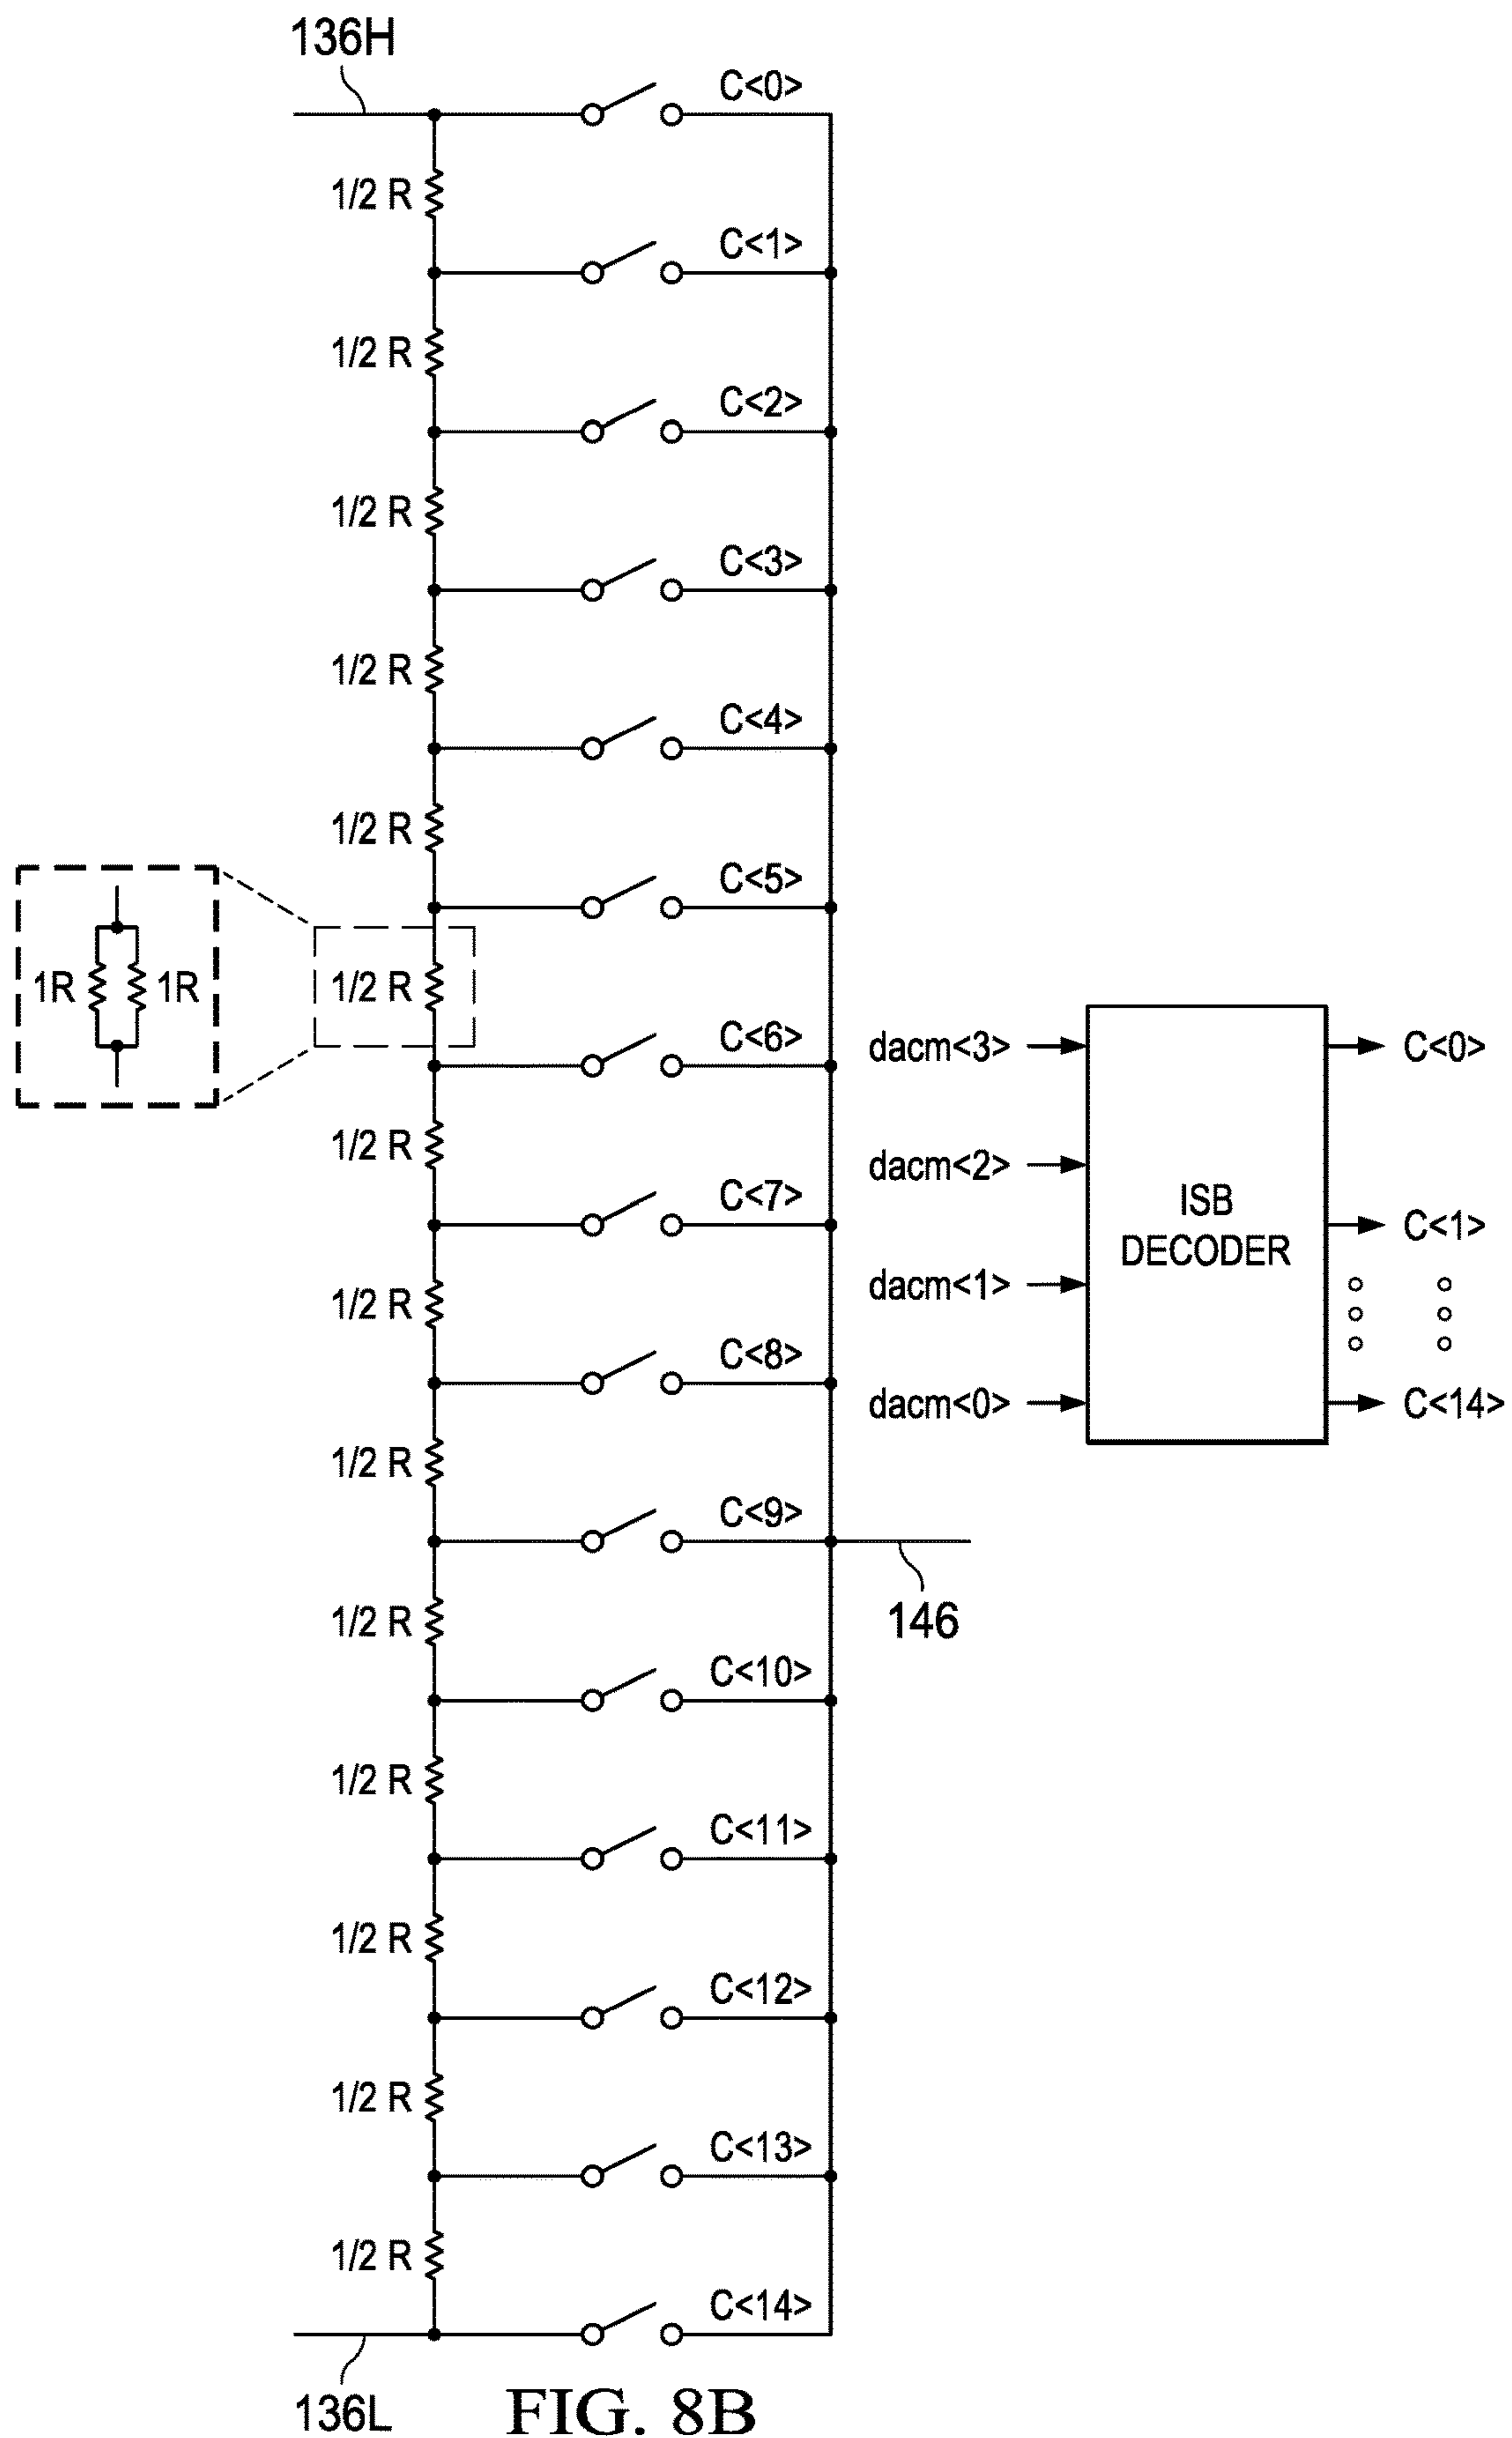 136H
C<0>
1/2 R
C<1>
1/2 R
C<2>
1/2 R
C<3>
1/2 R
C<4>
1/2 R
C<5>
1R 1R
1/2 R
C<6>
1/2 R
C<7>
1/2 R
C<8>
1/2 R
C<9>
146
1/2 R
C<10>
1/2 R
C<11>
1/2 R
C<12>
1/2 R
C<13>
1/2 R
C<14>
136L
dacm<3>
dacm<2>
dacm<1>
dacm<0>
ISB
DECODER
C<0>
C<1>
C<14>
FIG. 8B